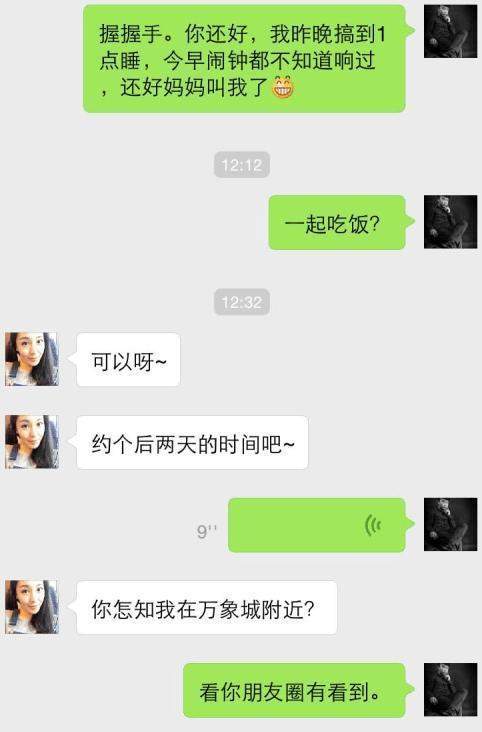 握握手。你还好，我昨晚搞到1
点睡，今早闹钟都不知道响过
，还好妈妈叫我了
12:12
一起吃饭？
12:32
可以呀~
约个后两天的时间吧~
9''
你怎知我在万象城附近？
看你朋友圈有看到。